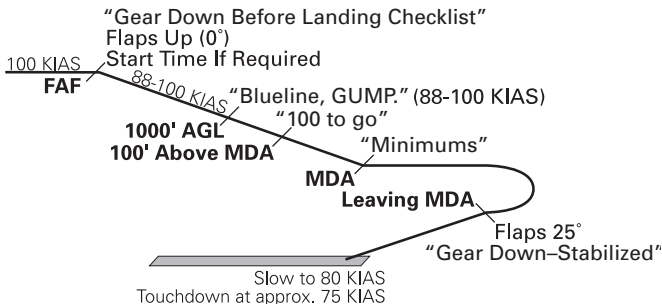 “Gear Down Before Landing Checklist”
Flaps Up (0˚)
Start Time If Required
100 KIAS
FAF
88-100 KIAS
“Blueline, GUMP.” (88-100 KIAS)
1000' AGL
“100 to go”
100' Above MDA
“Minimums”
MDA
Leaving MDA
Flaps 25˚
“Gear Down–Stabilized”
Slow to 80 KIAS
Touchdown at approx. 75 KIAS